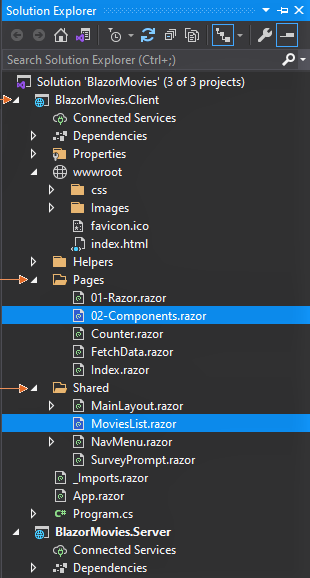 Solution Explorer
Search Solution Explorer (Ctrl+;)
Solution 'BlazorMovies' (3 of 3 projects)
BlazorMovies.Client
Connected Services
Dependencies
Properties
wwwroot
css
Images
favicon.ico
index.html
Helpers
Pages
01-Razor.razor
02-Components.razor
Counter.razor
FetchData.razor
Index.razor
Shared
MainLayout.razor
MoviesList.razor
NavMenu.razor
SurveyPrompt.razor
_Imports.razor
App.razor
C# Program.cs
BlazorMovies.Server
Connected Services
Dependencies